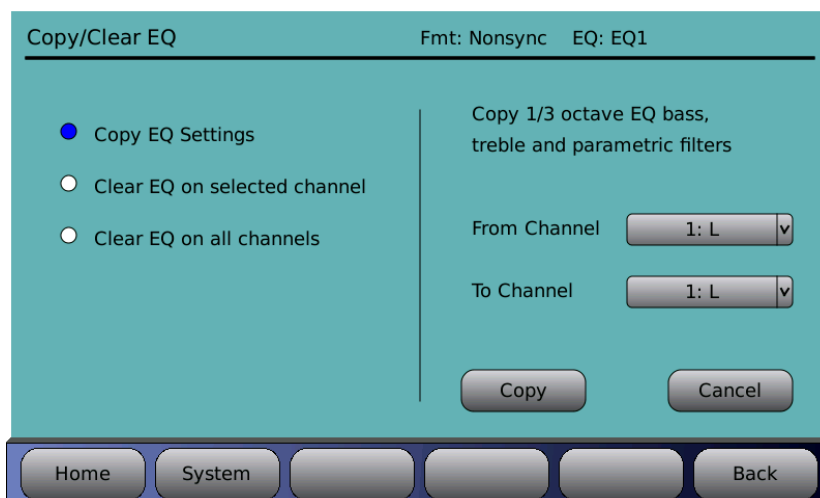 Copy/Clear EQ
Fmt: Nonsync EQ: EQ1
Copy EQ Settings
Clear EQ on selected channel
Clear EQ on all channels
Copy 1/3 octave EQ bass,
treble and parametric filters
From Channel 1: L
To Channel 1: L
Copy Cancel
Home System Back